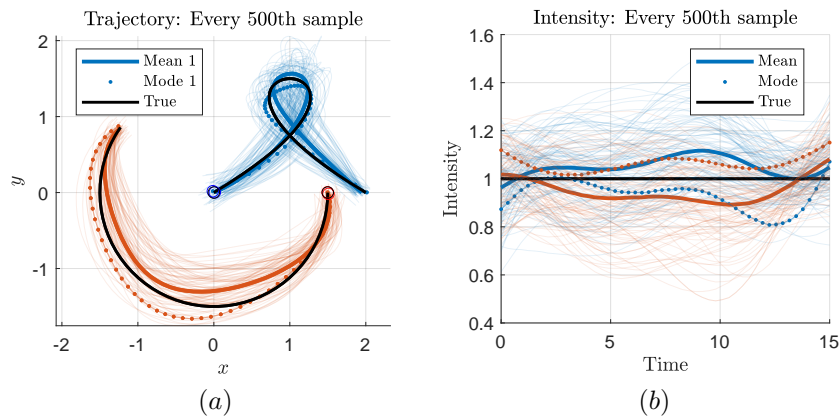 Trajectory: Every 500th sample
2
1
0
-1
y
Mean 1
Mode 1
True
-2
-1
0
1
2
x
(a)
Intensity: Every 500th sample
1.6
1.4
1.2
1
0.8
0.6
0.4
Intensity
Mean
Mode
True
0
5
10
15
Time
(b)